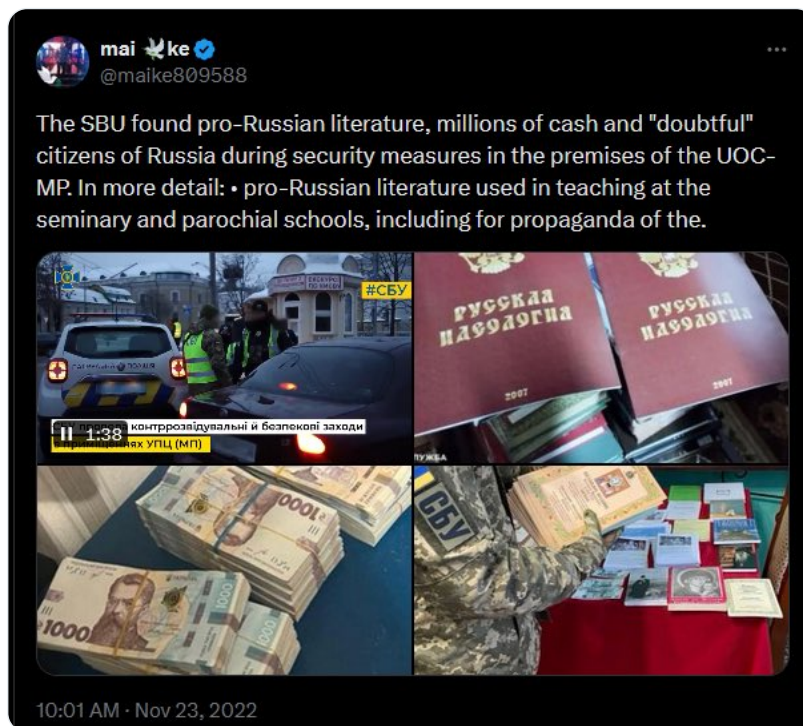 mai ke
@maike809588
The SBU found pro-Russian literature, millions of cash and "doubtful"
citizens of Russia during security measures in the premises of the UOC-
MP. In more detail: • pro-Russian literature used in teaching at the
seminary and parochial schools, including for propaganda of the.
#СБУ
контррозвідувальні й безпекові заходи
1:38
приміщеннях УПЦ (МП)
РУССКАЯ
ИДЕОЛОГИЯ
2007
РУССКАЯ
ИДЕОЛОГИЯ
2007
1000
1000
1000
СБУ
10:01 AM · Nov 23, 2022